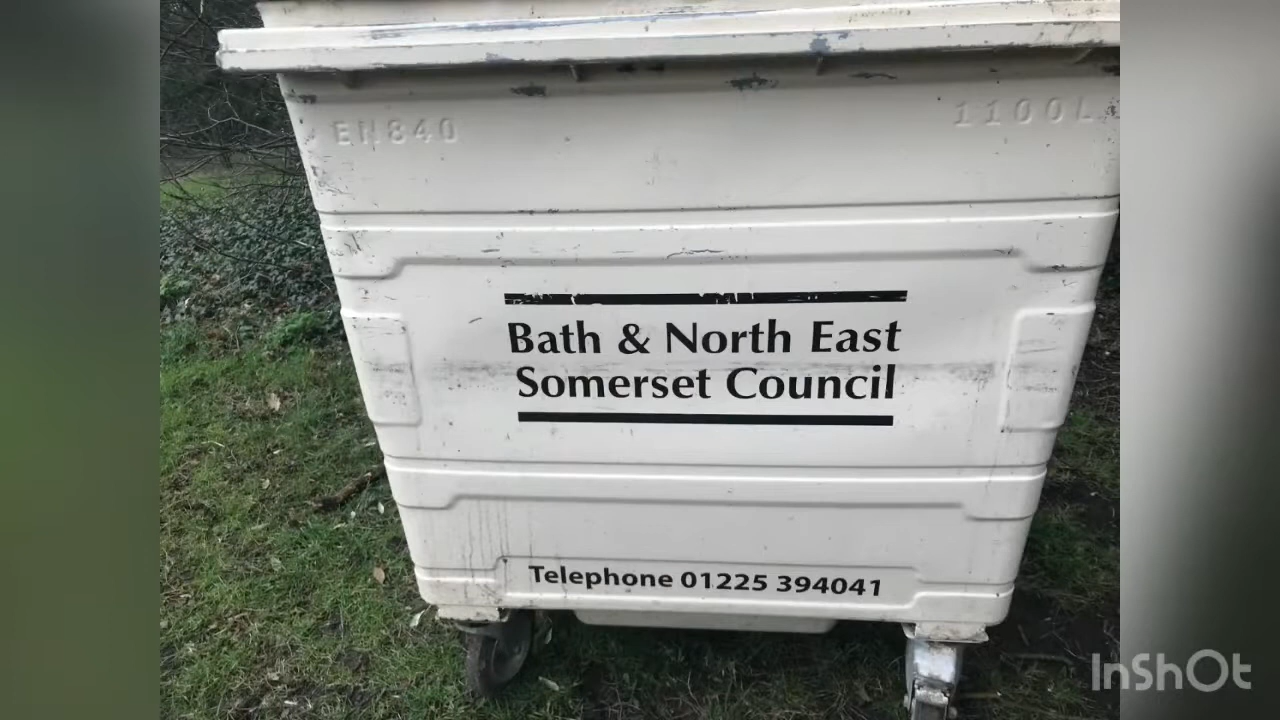 EN840
1100L
Bath & North East
Somerset Council
Telephone 01225 394041
InShOt